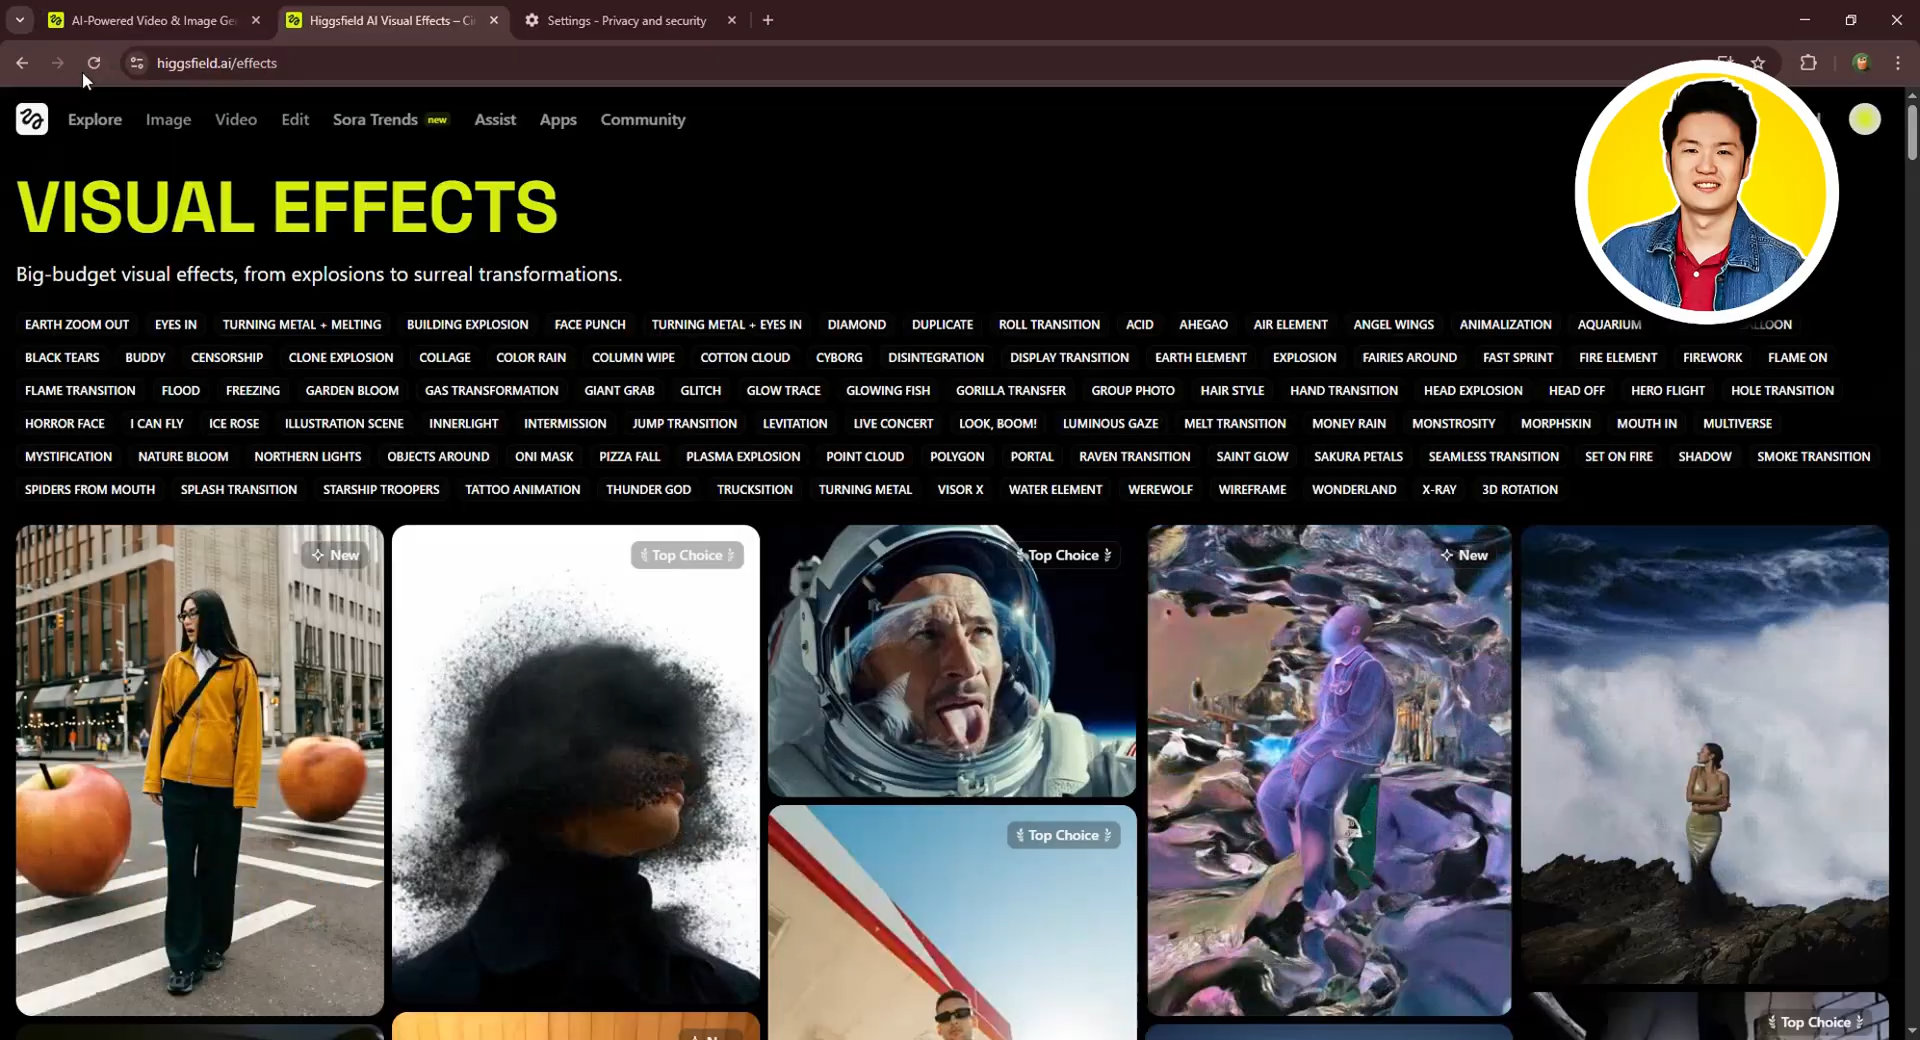 AI-Powered Video & Image Ge
Higgsfield AI Visual Effects – Ci
Settings - Privacy and security
higgsfield.ai/effects
Explore Image Video Edit Sora Trends new Assist Apps Community
VISUAL EFFECTS
Big-budget visual effects, from explosions to surreal transformations.
EARTH ZOOM OUT EYES IN TURNING METAL + MELTING BUILDING EXPLOSION FACE PUNCH TURNING METAL + EYES IN DIAMOND DUPLICATE ROLL TRANSITION ACID AHEGAO AIR ELEMENT ANGEL WINGS ANIMALIZATION AQUARIUM
BLACK TEARS BUDDY CENSORSHIP CLONE EXPLOSION COLLAGE COLOR RAIN COLUMN WIPE COTTON CLOUD CYBORG DISINTEGRATION DISPLAY TRANSITION EARTH ELEMENT EXPLOSION FAIRIES AROUND FAST SPRINT FIRE ELEMENT FIREWORK FLAME ON
FLAME TRANSITION FLOOD FREEZING GARDEN BLOOM GAS TRANSFORMATION GIANT GRAB GLITCH GLOW TRACE GLOWING FISH GORILLA TRANSFER GROUP PHOTO HAIR STYLE HAND TRANSITION HEAD EXPLOSION HEAD OFF HERO FLIGHT HOLE TRANSITION
HORROR FACE I CAN FLY ICE ROSE ILLUSTRATION SCENE INNERLIGHT INTERMISSION JUMP TRANSITION LEVITATION LIVE CONCERT LOOK, BOOM! LUMINOUS GAZE MELT TRANSITION MONEY RAIN MONSTROSITY MORPHSKIN MOUTH IN MULTIVERSE
MYSTIFICATION NATURE BLOOM NORTHERN LIGHTS OBJECTS AROUND ONI MASK PIZZA FALL PLASMA EXPLOSION POINT CLOUD POLYGON PORTAL RAVEN TRANSITION SAINT GLOW SAKURA PETALS SEAMLESS TRANSITION SET ON FIRE SHADOW SMOKE TRANSITION
SPIDERS FROM MOUTH SPLASH TRANSITION STARSHIP TROOPERS TATTOO ANIMATION THUNDER GOD TRUCKSITION TURNING METAL VISOR X WATER ELEMENT WEREWOLF WIREFRAME WONDERLAND X-RAY 3D ROTATION
New
Top Choice
Top Choice
New
Top Choice
Top Choice